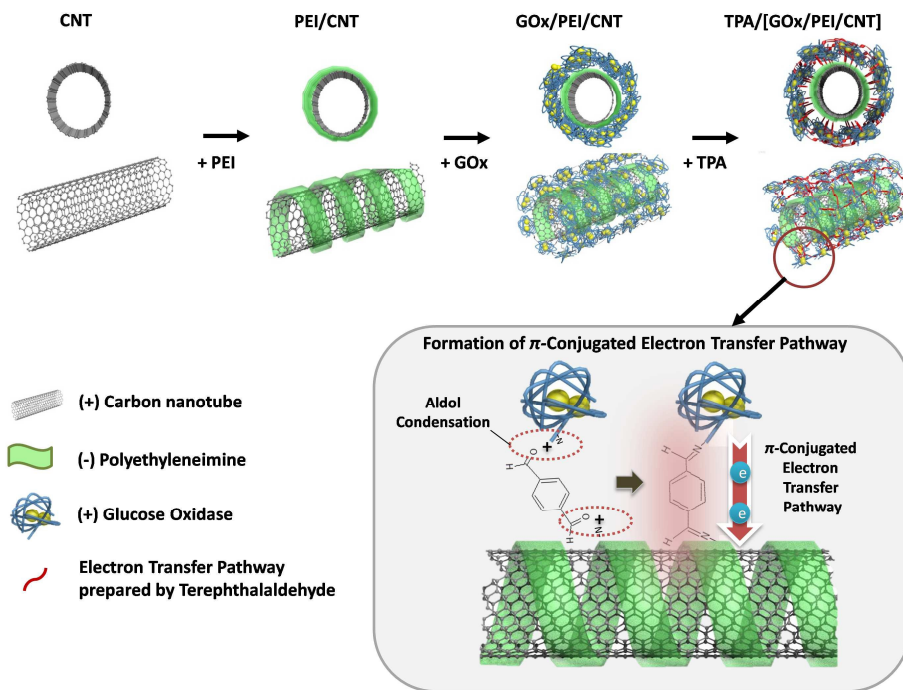 CNT
PEI/CNT
GOx/PEI/CNT
TPA/[GOx/PEI/CNT]
+ PEI
+ GOx
+ TPA
Formation of π-Conjugated Electron Transfer Pathway
Aldol
Condensation
+
N
H
O
O
+
N
H
H
N
H
N
e
e
π-Conjugated
Electron
Transfer
Pathway
(+) Carbon nanotube
(-) Polyethyleneimine
(+) Glucose Oxidase
Electron Transfer Pathway
prepared by Terephthalaldehyde